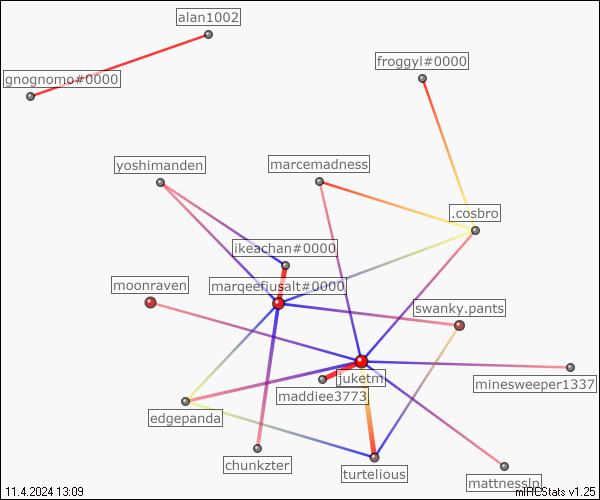 alan1002
gnognomo#0000
froggyl#0000
yoshimanden
marcemadness
.cosbro
ikeachan#0000
moonraven
marqeefjusalt#0000
swanky.pants
juketm
minesweeper1337
maddiee3773
edgepanda
chunkzter
turtelious
mattnesslp
11.4.2024 13:09
mIRCStats v1.25